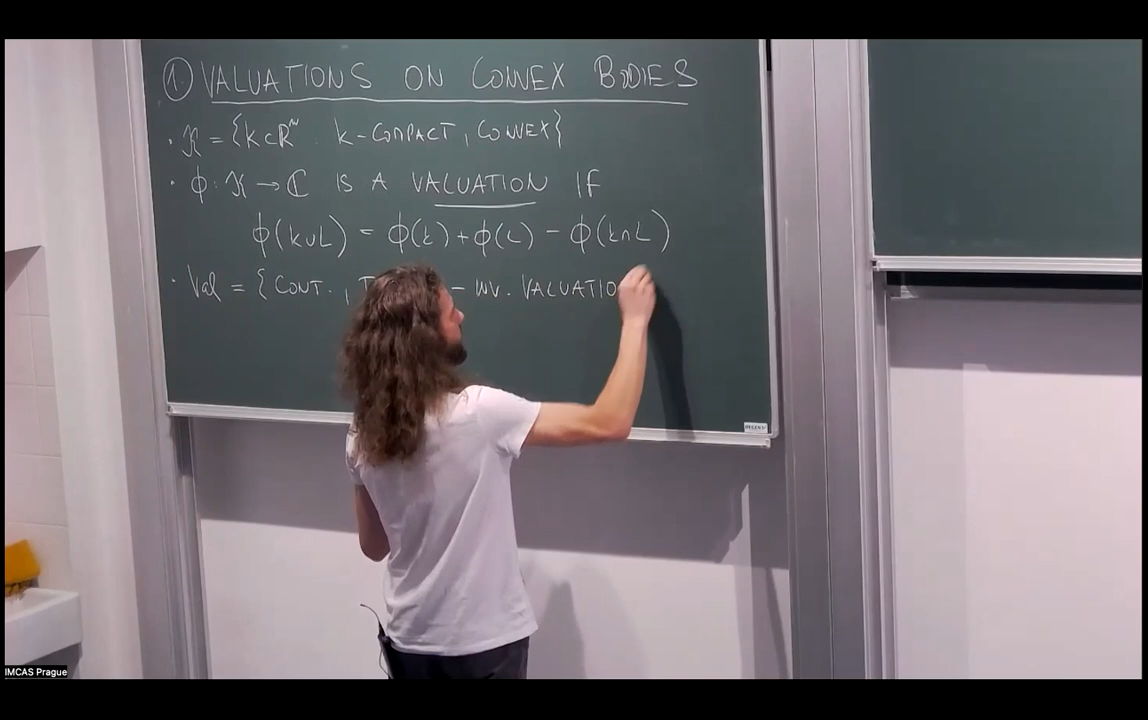 ① VALUATIONS ON CONVEX BODIES
· 𝒦 = {K⊂ℝⁿ : K-COMPACT, CONVEX}
· ϕ: 𝒦 → ℂ IS A VALUATION IF
ϕ(K∪L) = ϕ(K) + ϕ(L) - ϕ(K∩L)
· Val = { CONT. , - INV. VALUATIO
IMCAS Prague